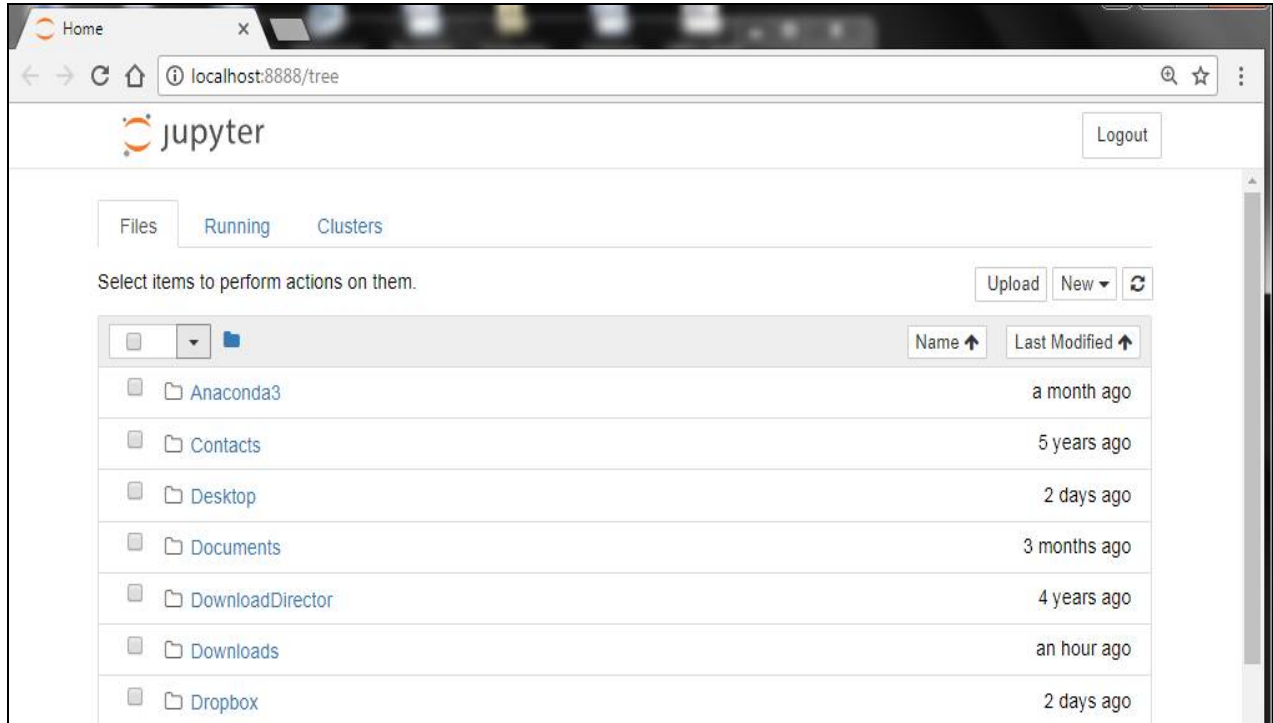 Home
localhost:8888/tree
jupyter
Logout
Files Running Clusters
Select items to perform actions on them.
Upload New
Name Last Modified
Anaconda3 a month ago
Contacts 5 years ago
Desktop 2 days ago
Documents 3 months ago
DownloadDirector 4 years ago
Downloads an hour ago
Dropbox 2 days ago